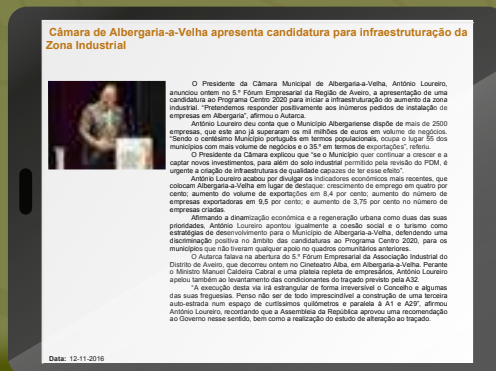 Câmara de Albergaria-a-Velha apresenta candidatura para infraestruturação da
Zona Industrial
O Presidente da Câmara Municipal de Albergaria-a-Velha, António Loureiro,
anunciou ontem no 5.º Fórum Empresarial da Região de Aveiro, a apresentação de uma
candidatura ao Programa Centro 2020 para iniciar a infraestruturação do aumento da zona
industrial. "Pretendemos responder positivamente aos inúmeros pedidos de instalação de
empresas em Albergaria", afirmou o Autarca.
António Loureiro deu conta que o Município Albergariense dispõe de mais de 2500
empresas, que este ano já superaram os mil milhões de euros em volume de negócios.
"Sendo o centésimo Município português em termos populacionais, ocupa o lugar 55 dos
municípios com mais volume de negócios e o 35.º em termos de exportações", referiu.
O Presidente da Câmara explicou que "se o Município quer continuar a crescer e a
captar novos investimentos, para além do solo industrial permitido pela revisão do PDM, é
urgente a criação de infraestruturas de qualidade capazes de ter esse efeito".
António Loureiro acabou por divulgar os indicadores económicos mais recentes, que
colocam Albergaria-a-Velha em lugar de destaque: crescimento de emprego em quatro por
cento; aumento do volume de exportações em 8,4 por cento; aumento do número de
empresas exportadoras em 9,5 por cento; e aumento de 3,75 por cento no número de
empresas criadas.
Afirmando a dinamização económica e a regeneração urbana como duas das suas
prioridades, António Loureiro apontou igualmente a coesão social e o turismo como
estratégias de desenvolvimento para o Município de Albergaria-a-Velha, defendendo uma
discriminação positiva no âmbito das candidaturas ao Programa Centro 2020, para os
municípios que não tiveram qualquer apoio no quadros comunitários anteriores.
O Autarca falava na abertura do 5.º Fórum Empresarial da Associação Industrial do
Distrito de Aveiro, que decorreu ontem no Cineteatro Alba, em Albergaria-a-Velha. Perante
o Ministro Manuel Caldeira Cabral e uma plateia repleta de empresários, António Loureiro
apelou também ao levantamento das condicionantes do traçado previsto pela A32.
"A execução desta via irá estrangular de forma irreversível o Concelho e algumas
das suas freguesias. Penso não ser de todo imprescindível a construção de uma terceira
auto-estrada num espaço de curtíssimos quilómetros e paralela à A1 e A29", afirmou
António Loureiro, recordando que a Assembleia da República aprovou uma recomendação
ao Governo nesse sentido, bem como a realização do estudo de alteração ao traçado.
Data: 12-11-2016